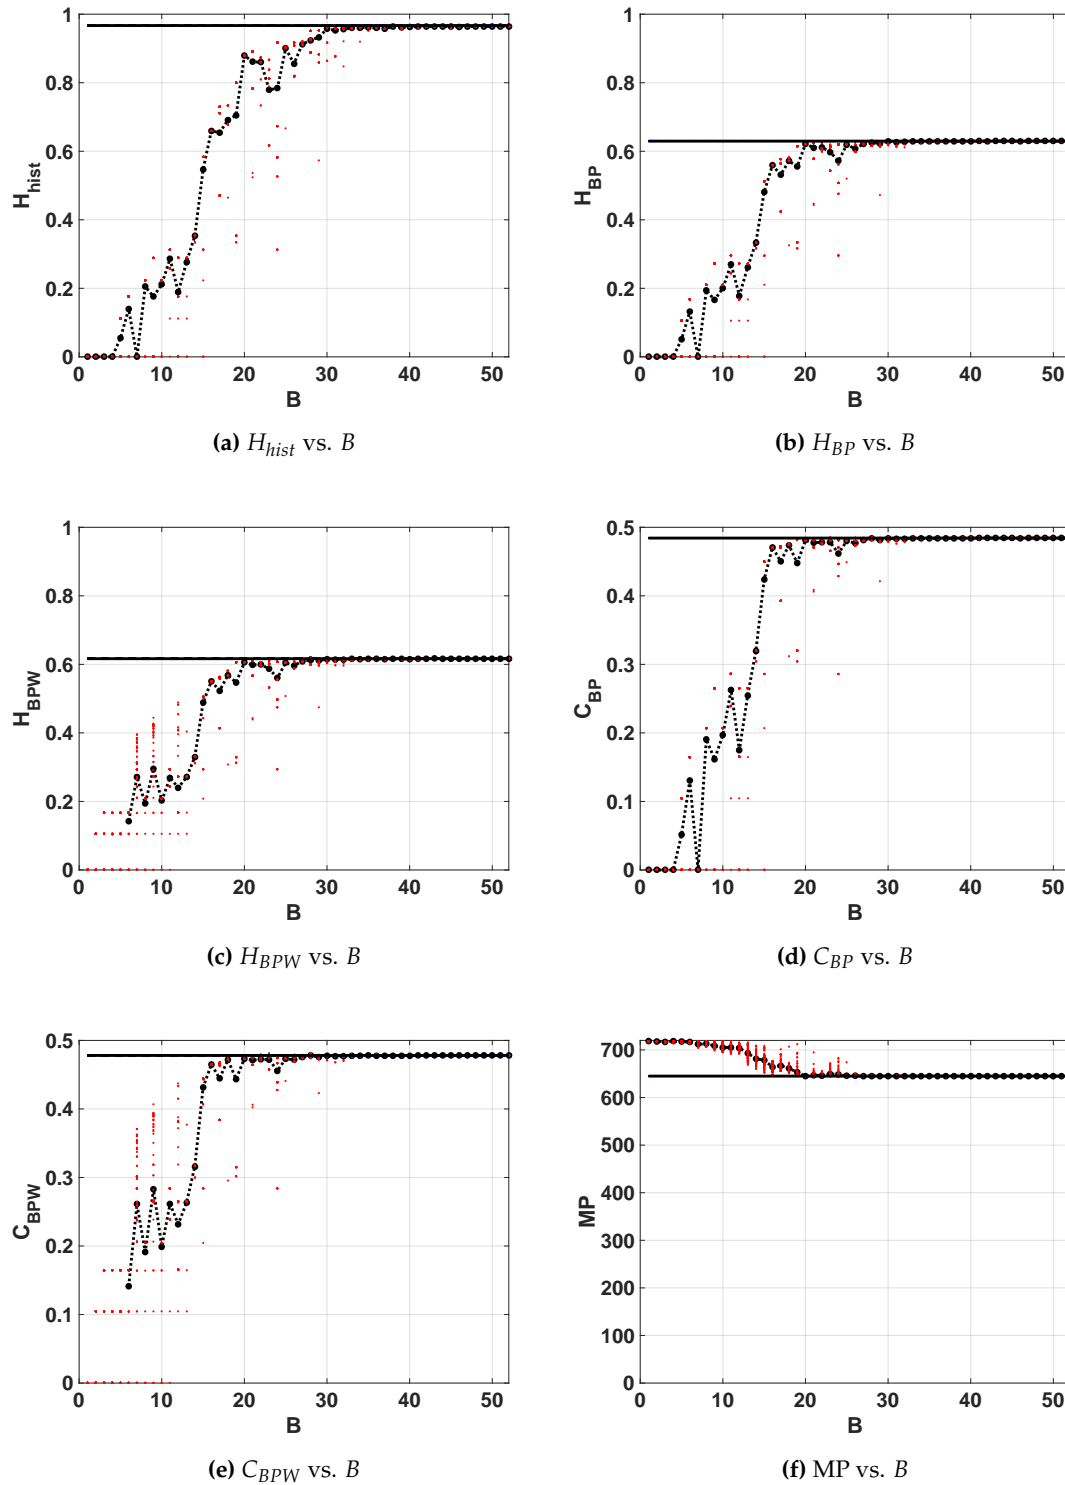 1
0.8
0.6
0.4
0.2
0
H_hist
0 10 20 30 40 50
B
(a) H_hist vs. B
1
0.8
0.6
0.4
0.2
0
H_BP
0 10 20 30 40 50
B
(b) H_BP vs. B
1
0.8
0.6
0.4
0.2
0
H_BPW
0 10 20 30 40 50
B
(c) H_BPW vs. B
0.5
0.4
0.3
0.2
0.1
0
C_BP
0 10 20 30 40 50
B
(d) C_BP vs. B
0.5
0.4
0.3
0.2
0.1
0
C_BPW
0 10 20 30 40 50
B
(e) C_BPW vs. B
700
600
500
400
300
200
100
0
MP
0 10 20 30 40 50
B
(f) MP vs. B